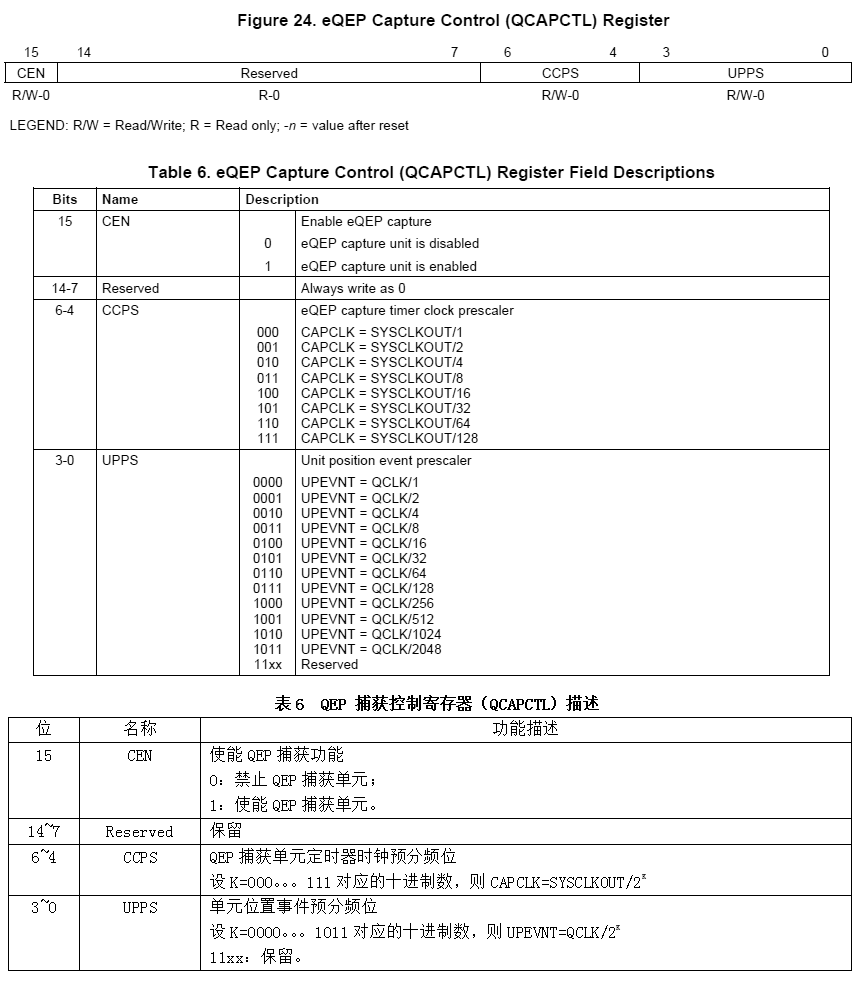 Figure 24. eQEP Capture Control (QCAPCTL) Register
15 14 7 6 4 3 0
CEN Reserved CCPS UPPS
R/W-0 R-0 R/W-0 R/W-0
LEGEND: R/W = Read/Write; R = Read only; -n = value after reset
Table 6. eQEP Capture Control (QCAPCTL) Register Field Descriptions
Bits Name Description
15 CEN Enable eQEP capture
0 eQEP capture unit is disabled
1 eQEP capture unit is enabled
14-7 Reserved Always write as 0
6-4 CCPS eQEP capture timer clock prescaler
000 CAPCLK = SYSCLKOUT/1
001 CAPCLK = SYSCLKOUT/2
010 CAPCLK = SYSCLKOUT/4
011 CAPCLK = SYSCLKOUT/8
100 CAPCLK = SYSCLKOUT/16
101 CAPCLK = SYSCLKOUT/32
110 CAPCLK = SYSCLKOUT/64
111 CAPCLK = SYSCLKOUT/128
3-0 UPPS Unit position event prescaler
0000 UPEVNT = QCLK/1
0001 UPEVNT = QCLK/2
0010 UPEVNT = QCLK/4
0011 UPEVNT = QCLK/8
0100 UPEVNT = QCLK/16
0101 UPEVNT = QCLK/32
0110 UPEVNT = QCLK/64
0111 UPEVNT = QCLK/128
1000 UPEVNT = QCLK/256
1001 UPEVNT = QCLK/512
1010 UPEVNT = QCLK/1024
1011 UPEVNT = QCLK/2048
11xx Reserved
表 6 QEP 捕获控制寄存器（QCAPCTL）描述
位 名称 功能描述
15 CEN 使能 QEP 捕获功能
0：禁止 QEP 捕获单元；
1：使能 QEP 捕获单元。
14~7 Reserved 保留
6~4 CCPS QEP 捕获单元定时器时钟预分频位
设 K=000。。。111 对应的十进制数，则 CAPCLK=SYSCLKOUT/2ᴷ
3~0 UPPS 单元位置事件预分频位
设 K=0000。。。1011 对应的十进制数，则 UPEVNT=QCLK/2ᴷ
11xx：保留。